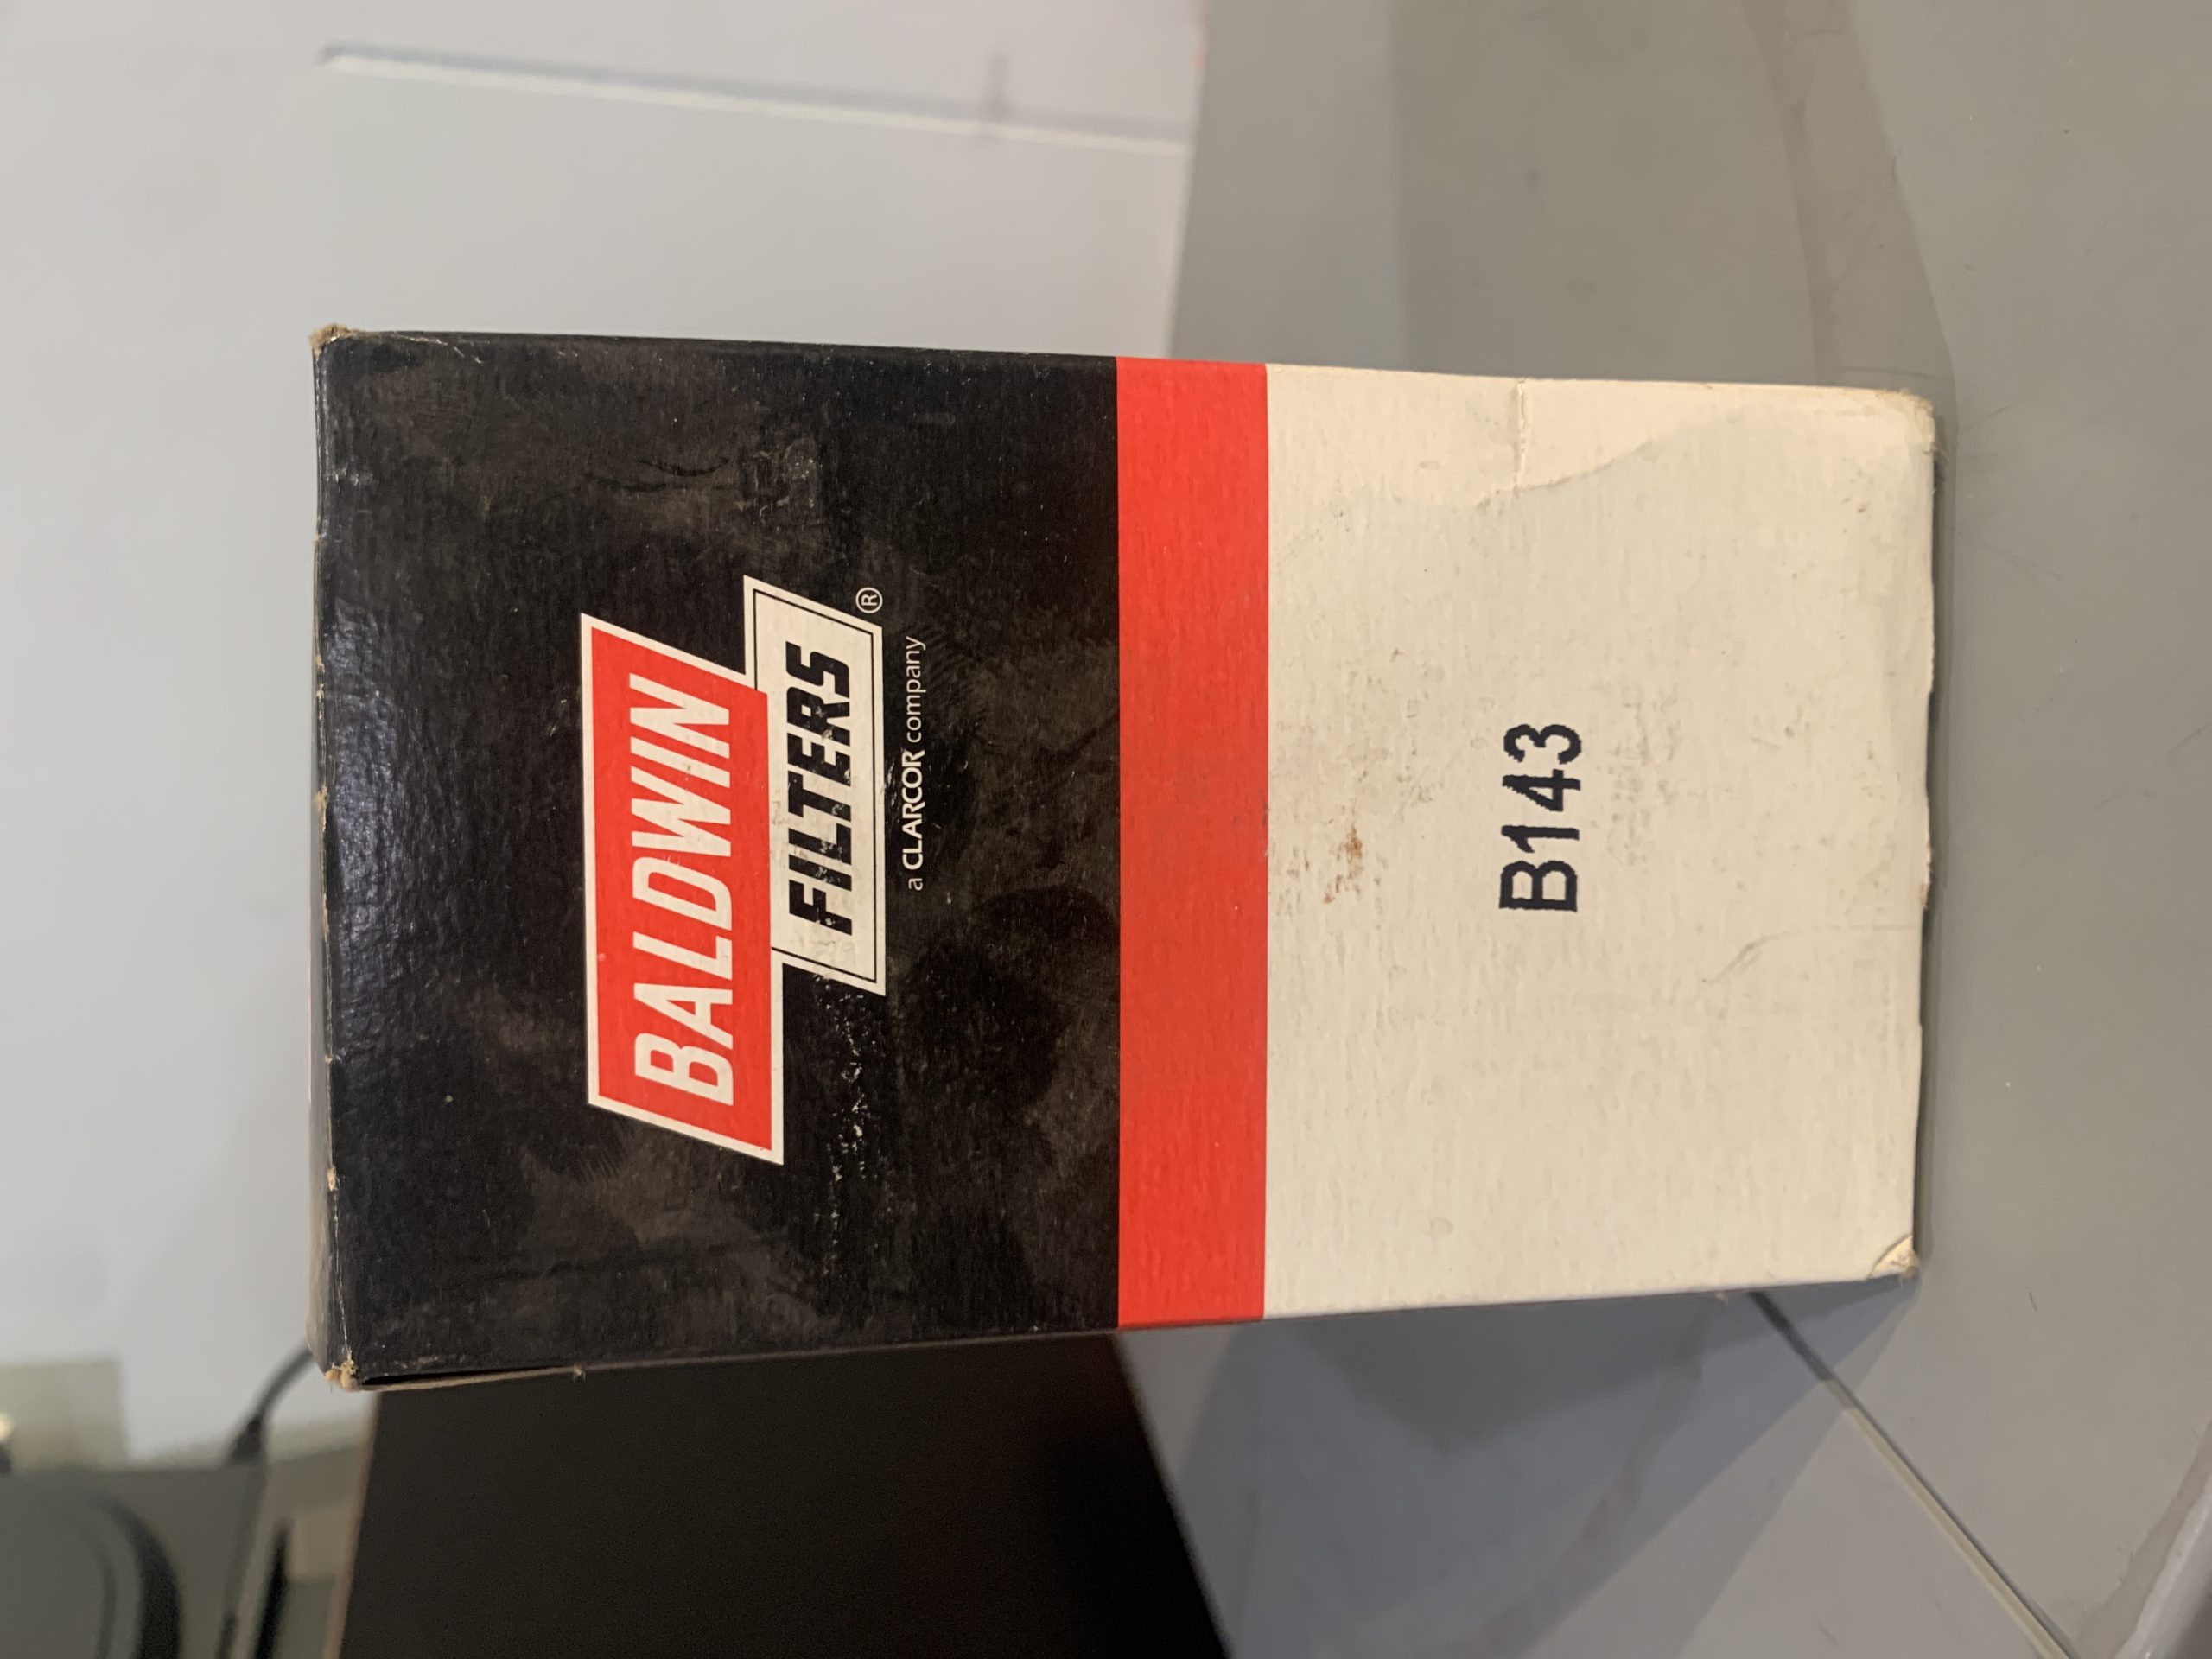 BALDWIN
FILTERS®
a CLARCOR company
B143